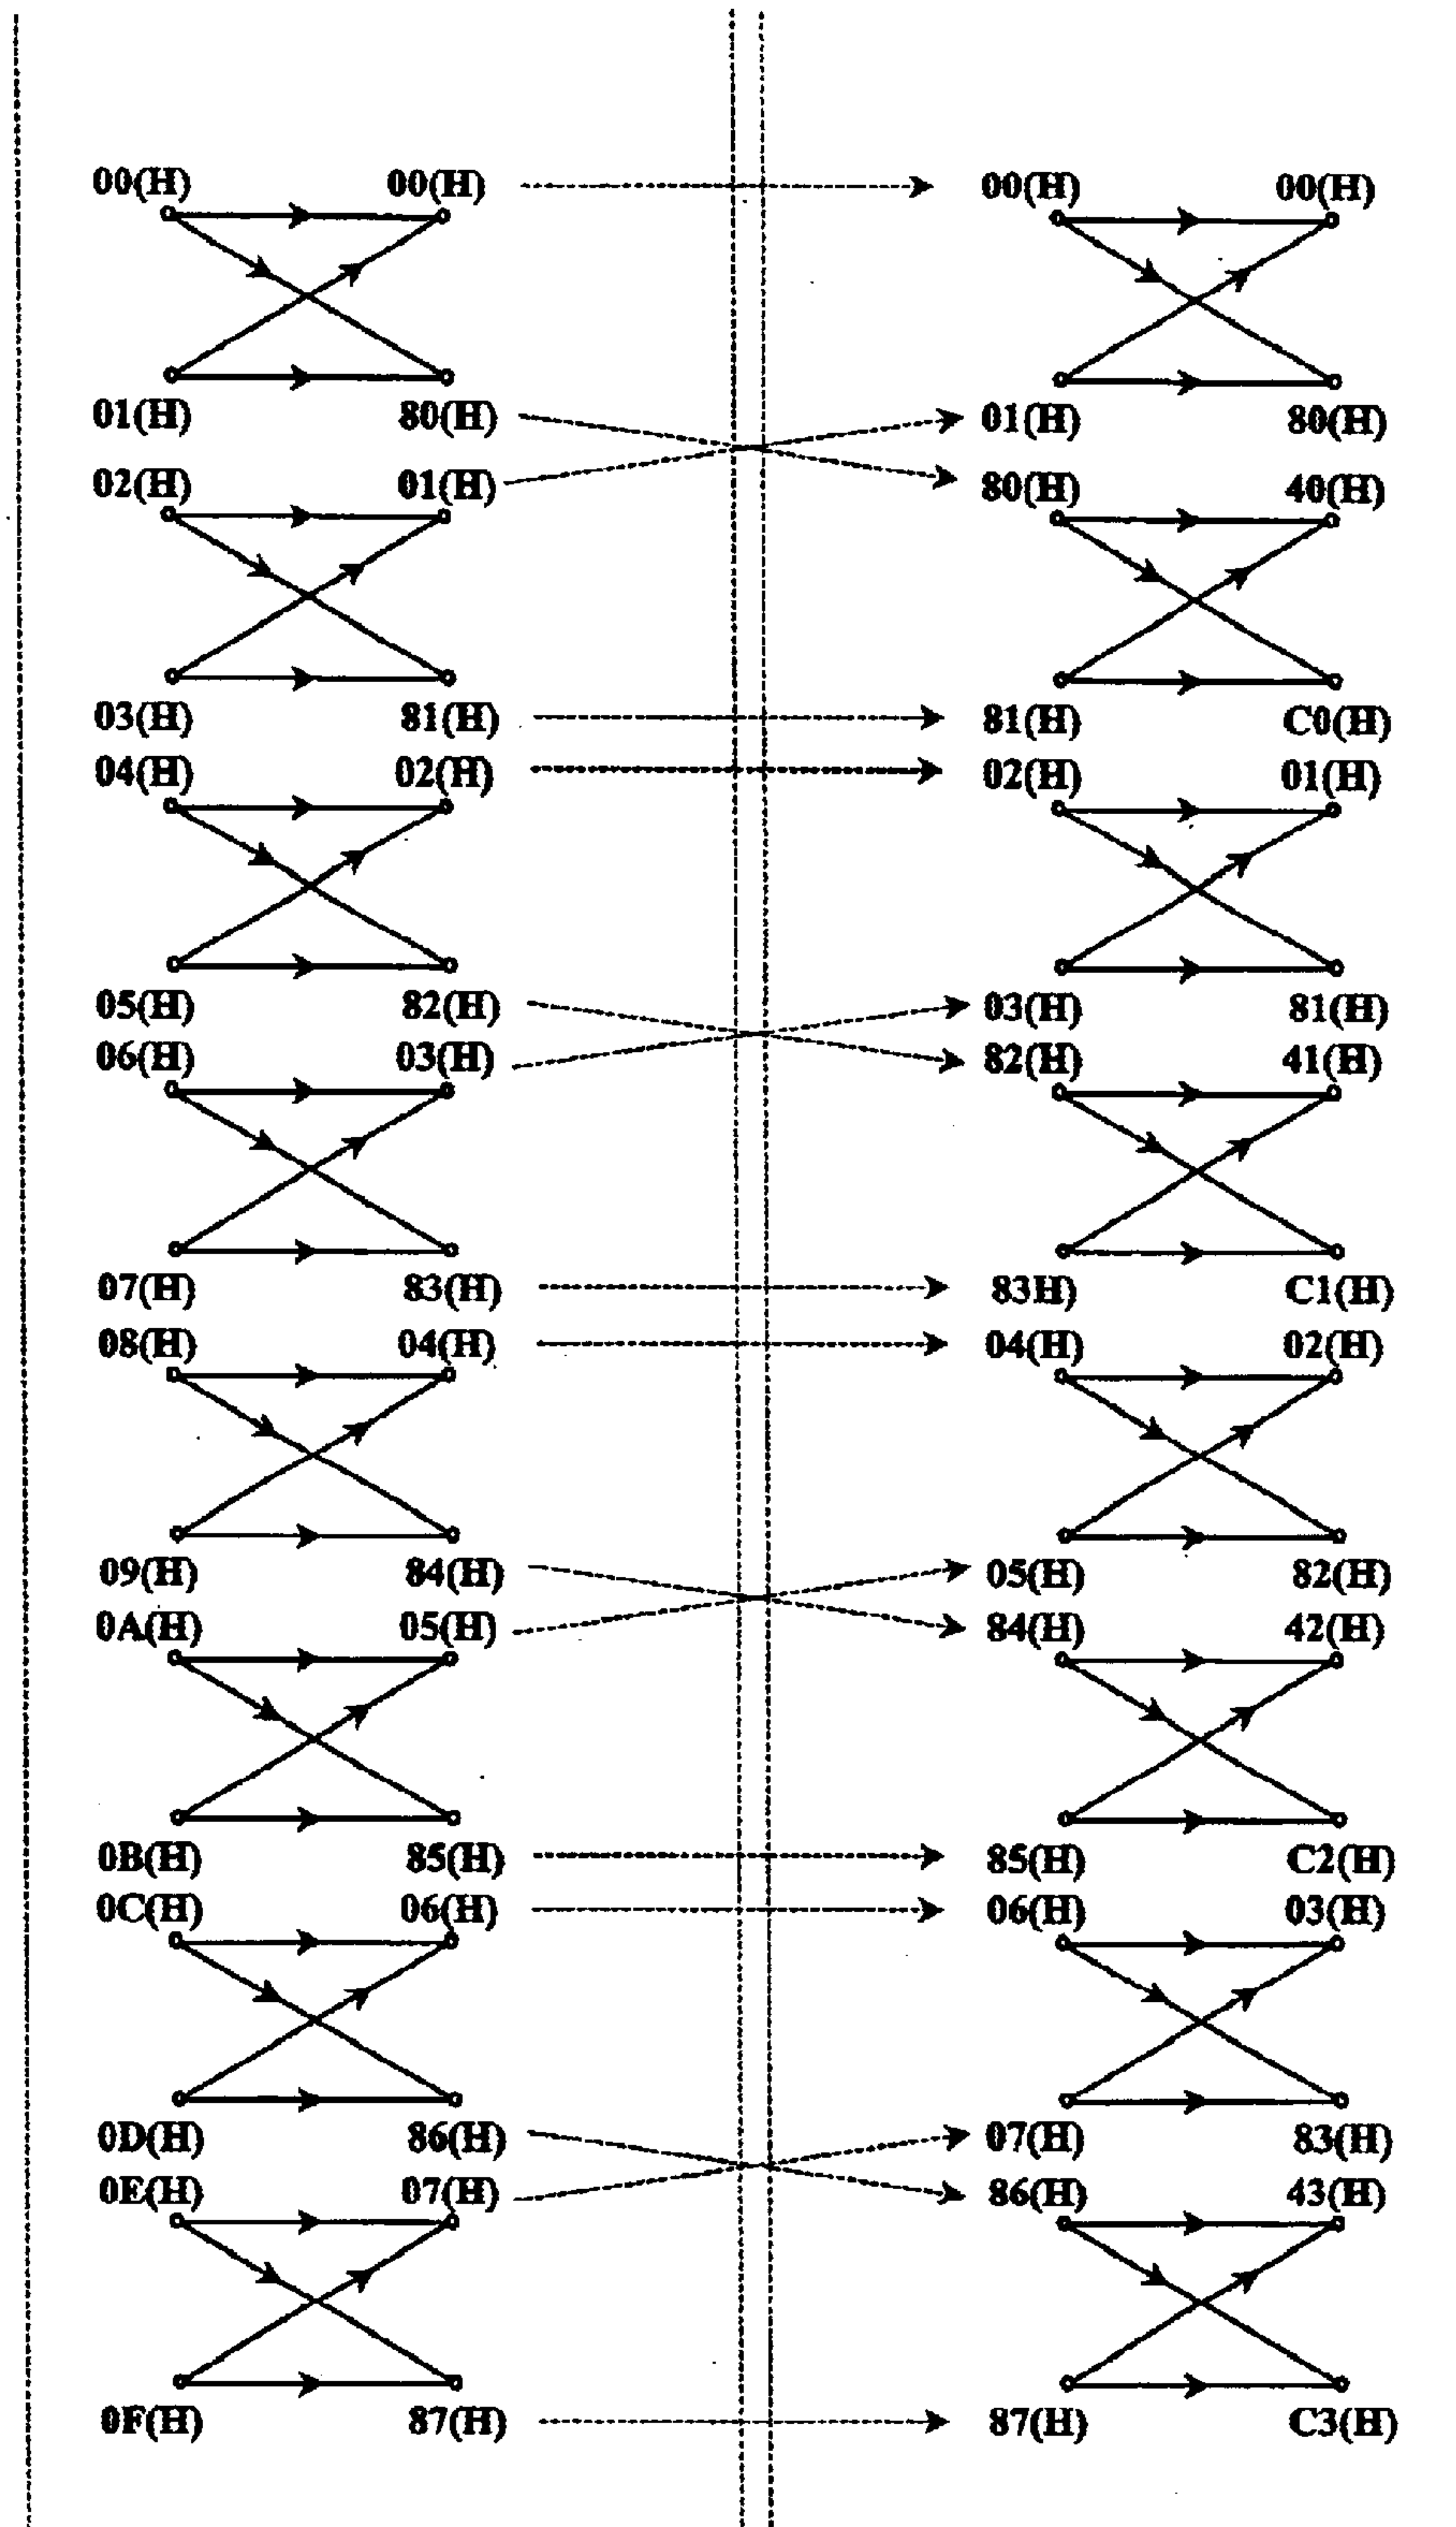 00(H) 00(H) 00(H) 00(H)
01(H) 80(H) 01(H) 80(H)
02(H) 01(H) 80(H) 40(H)
03(H) 81(H) 81(H) C0(H)
04(H) 02(H) 02(H) 01(H)
05(H) 82(H) 03(H) 81(H)
06(H) 03(H) 82(H) 41(H)
07(H) 83(H) 83H) C1(H)
08(H) 04(H) 04(H) 02(H)
09(H) 84(H) 05(H) 82(H)
0A(H) 05(H) 84(H) 42(H)
0B(H) 85(H) 85(H) C2(H)
0C(H) 06(H) 06(H) 03(H)
0D(H) 86(H) 07(H) 83(H)
0E(H) 07(H) 86(H) 43(H)
0F(H) 87(H) 87(H) C3(H)